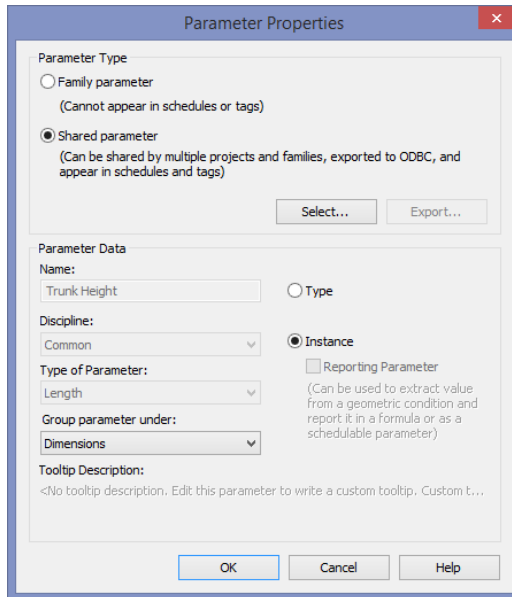 Parameter Properties
Parameter Type
Family parameter
(Cannot appear in schedules or tags)
Shared parameter
(Can be shared by multiple projects and families, exported to ODBC, and
appear in schedules and tags)
Select...
Export...
Parameter Data
Name:
Trunk Height
Type
Discipline:
Common
Instance
Type of Parameter:
Reporting Parameter
Length
(Can be used to extract value
from a geometric condition and
report it in a formula or as a
schedulable parameter)
Group parameter under:
Dimensions
Tooltip Description:
<No tooltip description. Edit this parameter to write a custom tooltip. Custom t...
OK
Cancel
Help